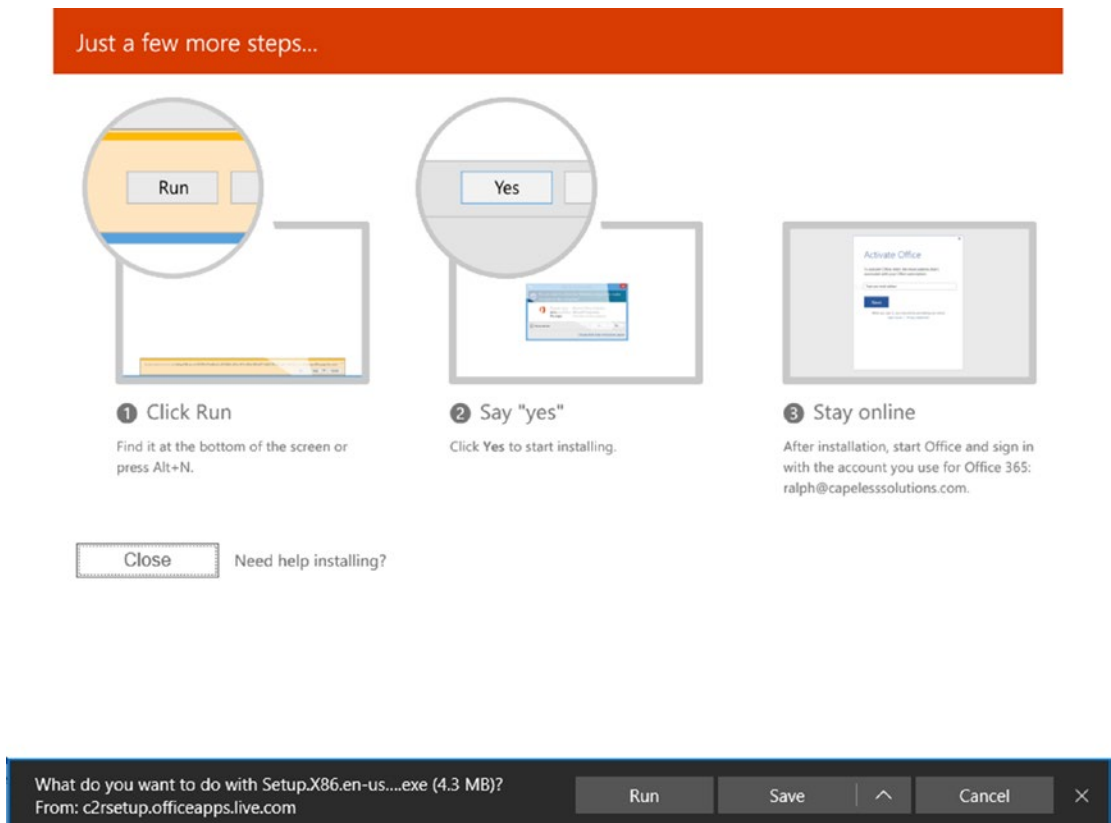 Just a few more steps...
Run
Yes
Activate Office
Next
1 Click Run
Find it at the bottom of the screen or
press Alt+N.
2 Say "yes"
Click Yes to start installing.
3 Stay online
After installation, start Office and sign in
with the account you use for Office 365:
ralph@capelesssolutions.com.
Close
Need help installing?
What do you want to do with Setup.X86.en-us....exe (4.3 MB)?
From: c2rsetup.officeapps.live.com
Run
Save
Cancel